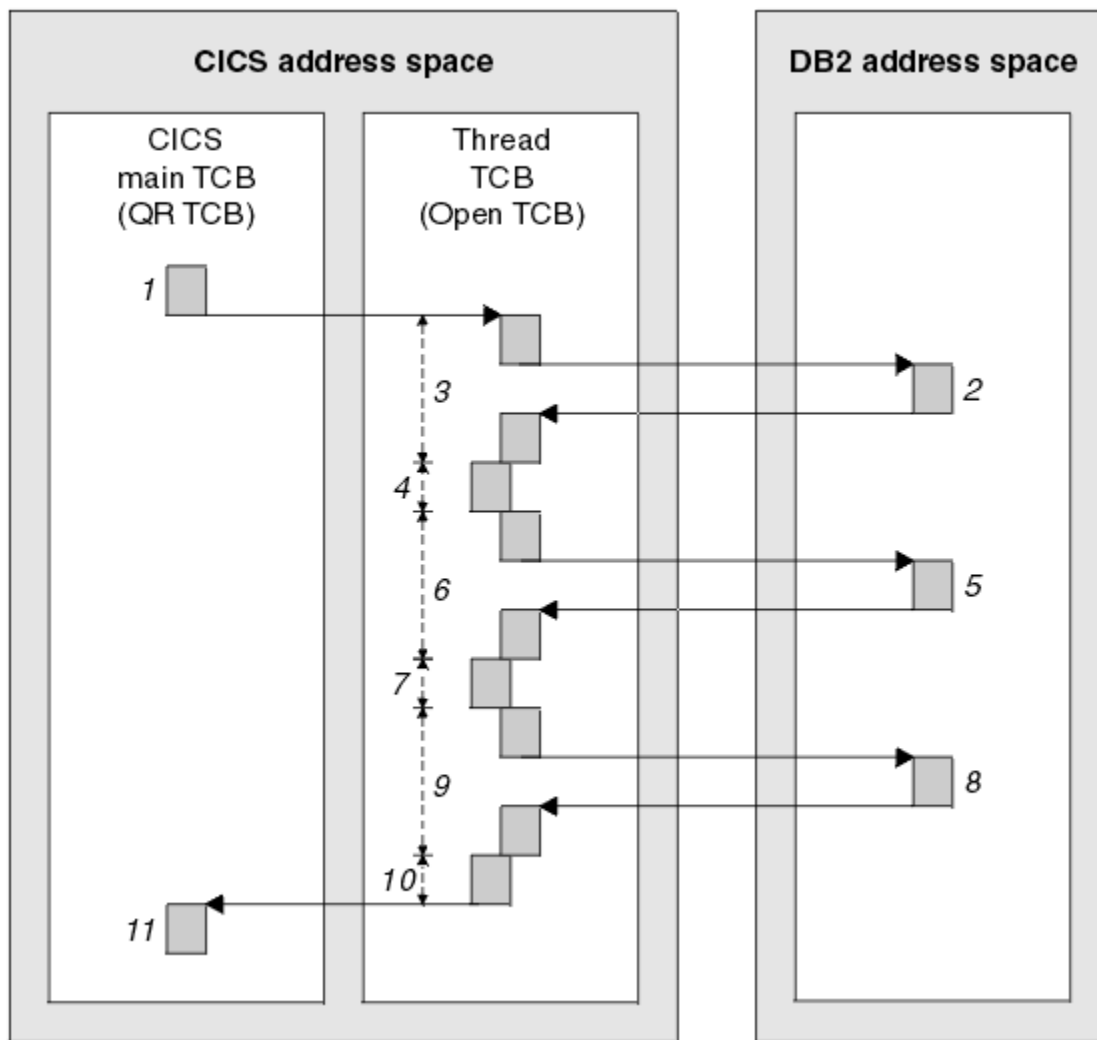 CICS address space
DB2 address space
CICS
main TCB
(QR TCB)
Thread
TCB
(Open TCB)
1
3
2
4
6
5
7
9
8
10
11